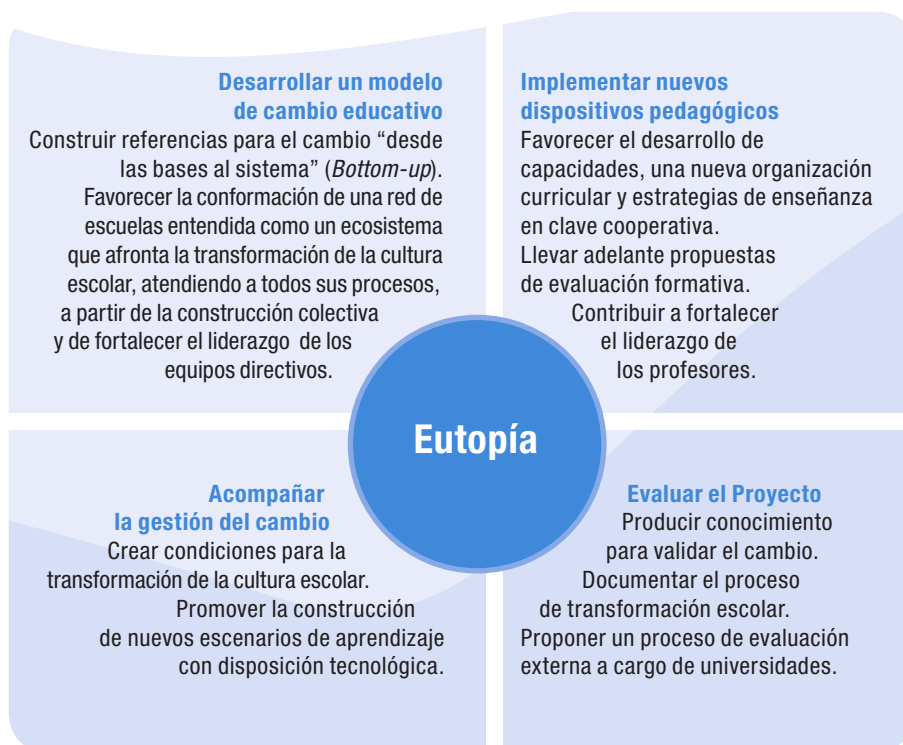 Desarrollar un modelo
de cambio educativo
Construir referencias para el cambio “desde
las bases al sistema” (Bottom-up).
Favorecer la conformación de una red de
escuelas entendida como un ecosistema
que afronta la transformación de la cultura
escolar, atendiendo a todos sus procesos,
a partir de la construcción colectiva
y de fortalecer el liderazgo de los
equipos directivos.
Implementar nuevos
dispositivos pedagógicos
Favorecer el desarrollo de
capacidades, una nueva organización
curricular y estrategias de enseñanza
en clave cooperativa.
Llevar adelante propuestas
de evaluación formativa.
Contribuir a fortalecer
el liderazgo de
los profesores.
Eutopía
Acompañar
la gestión del cambio
Crear condiciones para la
transformación de la cultura escolar.
Promover la construcción
de nuevos escenarios de aprendizaje
con disposición tecnológica.
Evaluar el Proyecto
Producir conocimiento
para validar el cambio.
Documentar el proceso
de transformación escolar.
Proponer un proceso de evaluación
externa a cargo de universidades.